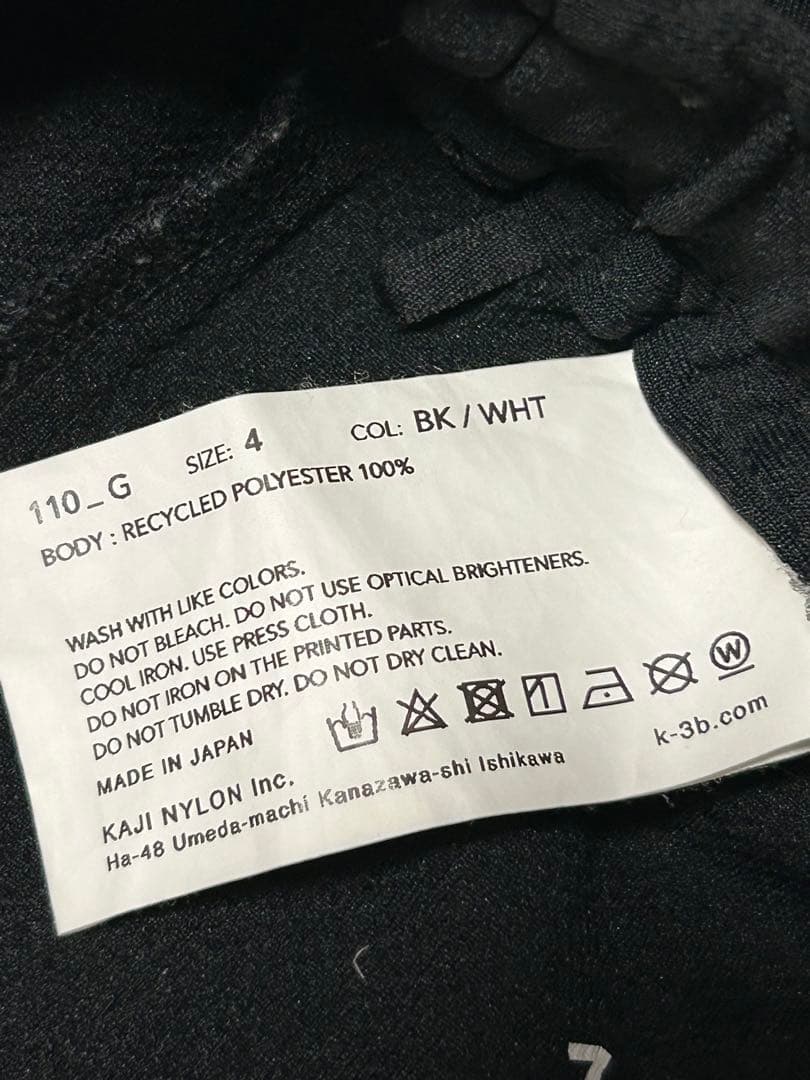 110_G SIZE: 4 COL: BK / WHT
BODY : RECYCLED POLYESTER 100%
WASH WITH LIKE COLORS.
DO NOT BLEACH. DO NOT USE OPTICAL BRIGHTENERS.
COOL IRON. USE PRESS CLOTH.
DO NOT IRON ON THE PRINTED PARTS.
DO NOT TUMBLE DRY. DO NOT DRY CLEAN.
W
MADE IN JAPAN
k-3b.com
KAJI NYLON Inc.
Ha-48 Umeda-machi Kanazawa-shi Ishikawa